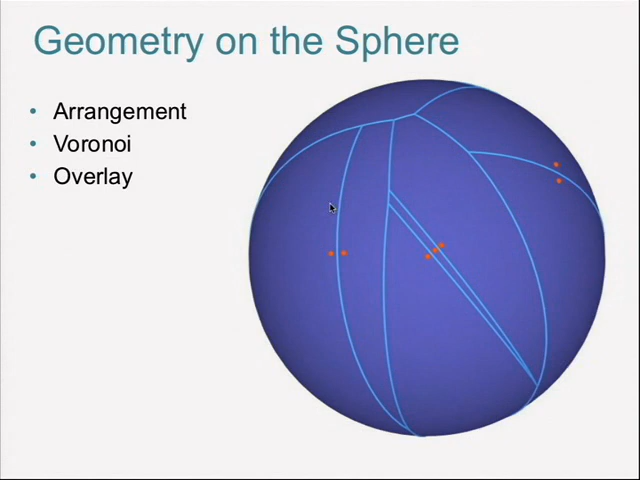 Geometry on the Sphere
• Arrangement
• Voronoi
• Overlay